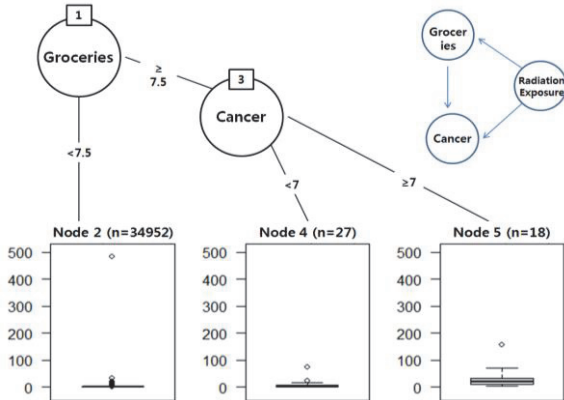 1
Groceries
≥
7.5
3
Cancer
<7.5
<7
≥7
Grocer
ies
Radiation
Exposure
Cancer
Node 2 (n=34952)
500
400
300
200
100
0
Node 4 (n=27)
500
400
300
200
100
0
Node 5 (n=18)
500
400
300
200
100
0